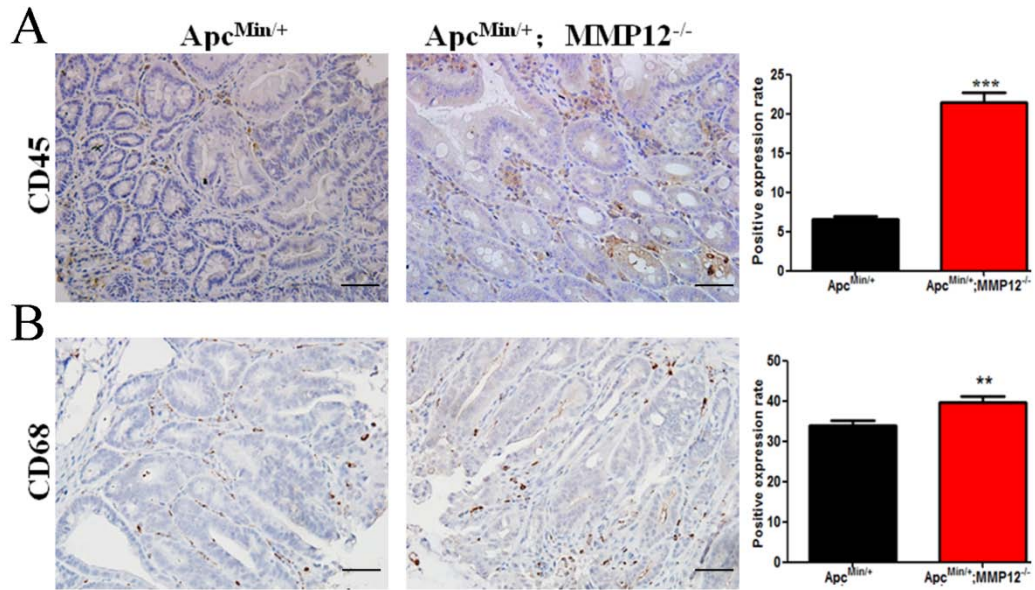 A
Apc^Min/+
Apc^Min/+; MMP12^-/-
CD45
Positive expression rate
25
20
15
10
5
0
***
Apc^Min/+
Apc^Min/+;MMP12^-/-
B
CD68
Positive expression rate
50
40
30
20
10
0
**
Apc^Min/+
Apc^Min/+;MMP12^-/-